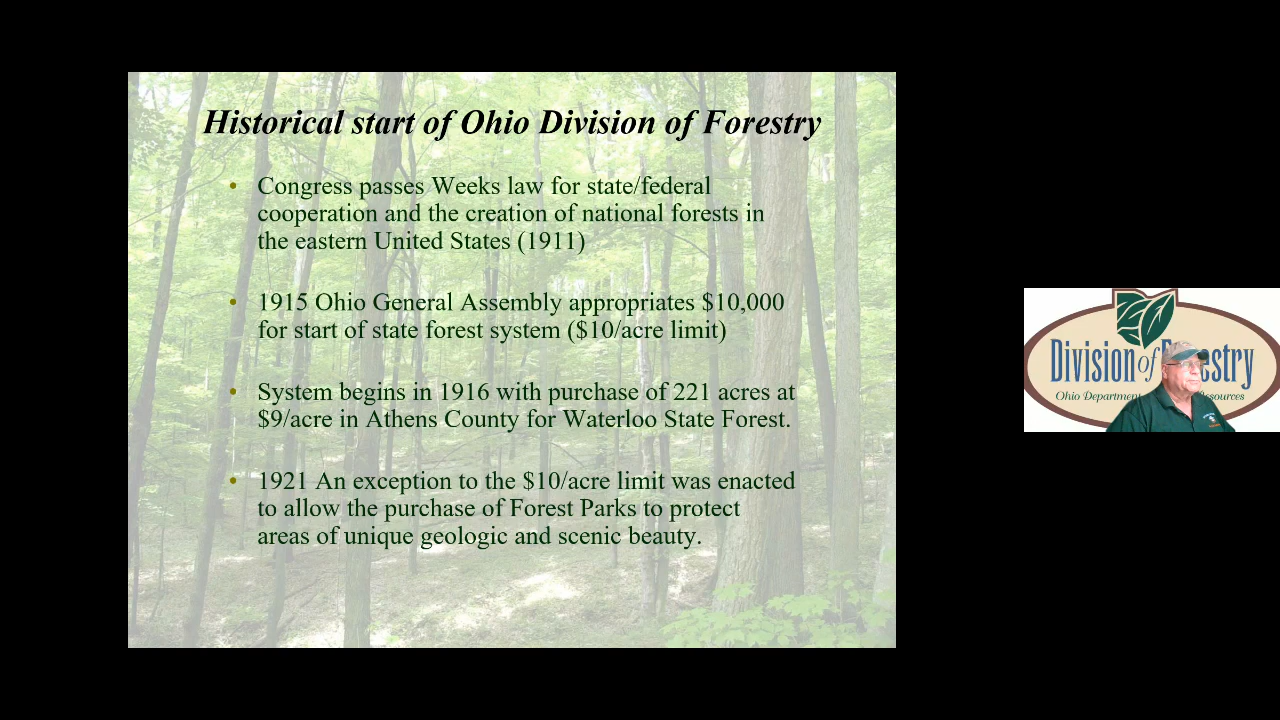 Historical start of Ohio Division of Forestry
• Congress passes Weeks law for state/federal
cooperation and the creation of national forests in
the eastern United States (1911)
• 1915 Ohio General Assembly appropriates $10,000
for start of state forest system ($10/acre limit)
• System begins in 1916 with purchase of 221 acres at
$9/acre in Athens County for Waterloo State Forest.
• 1921 An exception to the $10/acre limit was enacted
to allow the purchase of Forest Parks to protect
areas of unique geologic and scenic beauty.
Division of F estry
Ohio Department Resources